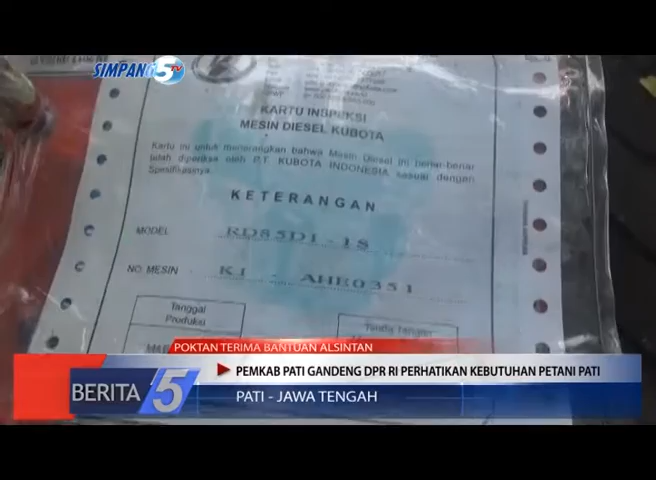 SIMPANG5 TV
KARTU INSPEKSI
MESIN DIESEL KUBOTA
Kartu ini untuk menerangkan bahwa Mesin Diesel ini benar-benar
telah diperiksa oleh P.T. KUBOTA INDONESIA sesuai dengan
Spesifikasinya.
KETERANGAN
MODEL RD85DI-1S
NO MESIN K1 - AHE0351
Tanggal
Produksi
POKTAN TERIMA BANTUAN ALSINTAN
BERITA 5
PEMKAB PATI GANDENG DPR RI PERHATIKAN KEBUTUHAN PETANI PATI
PATI - JAWA TENGAH